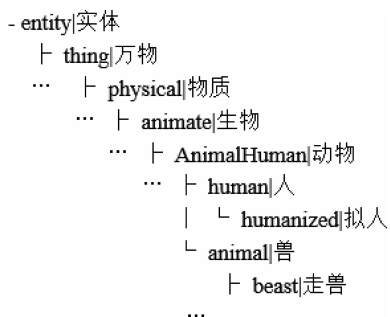 - entity|实体
├ thing|万物
… ├ physical|物质
… ├ animate|生物
… ├ AnimalHuman|动物
… ├ human|人
│ └ humanized|拟人
└ animal|兽
├ beast|走兽
…